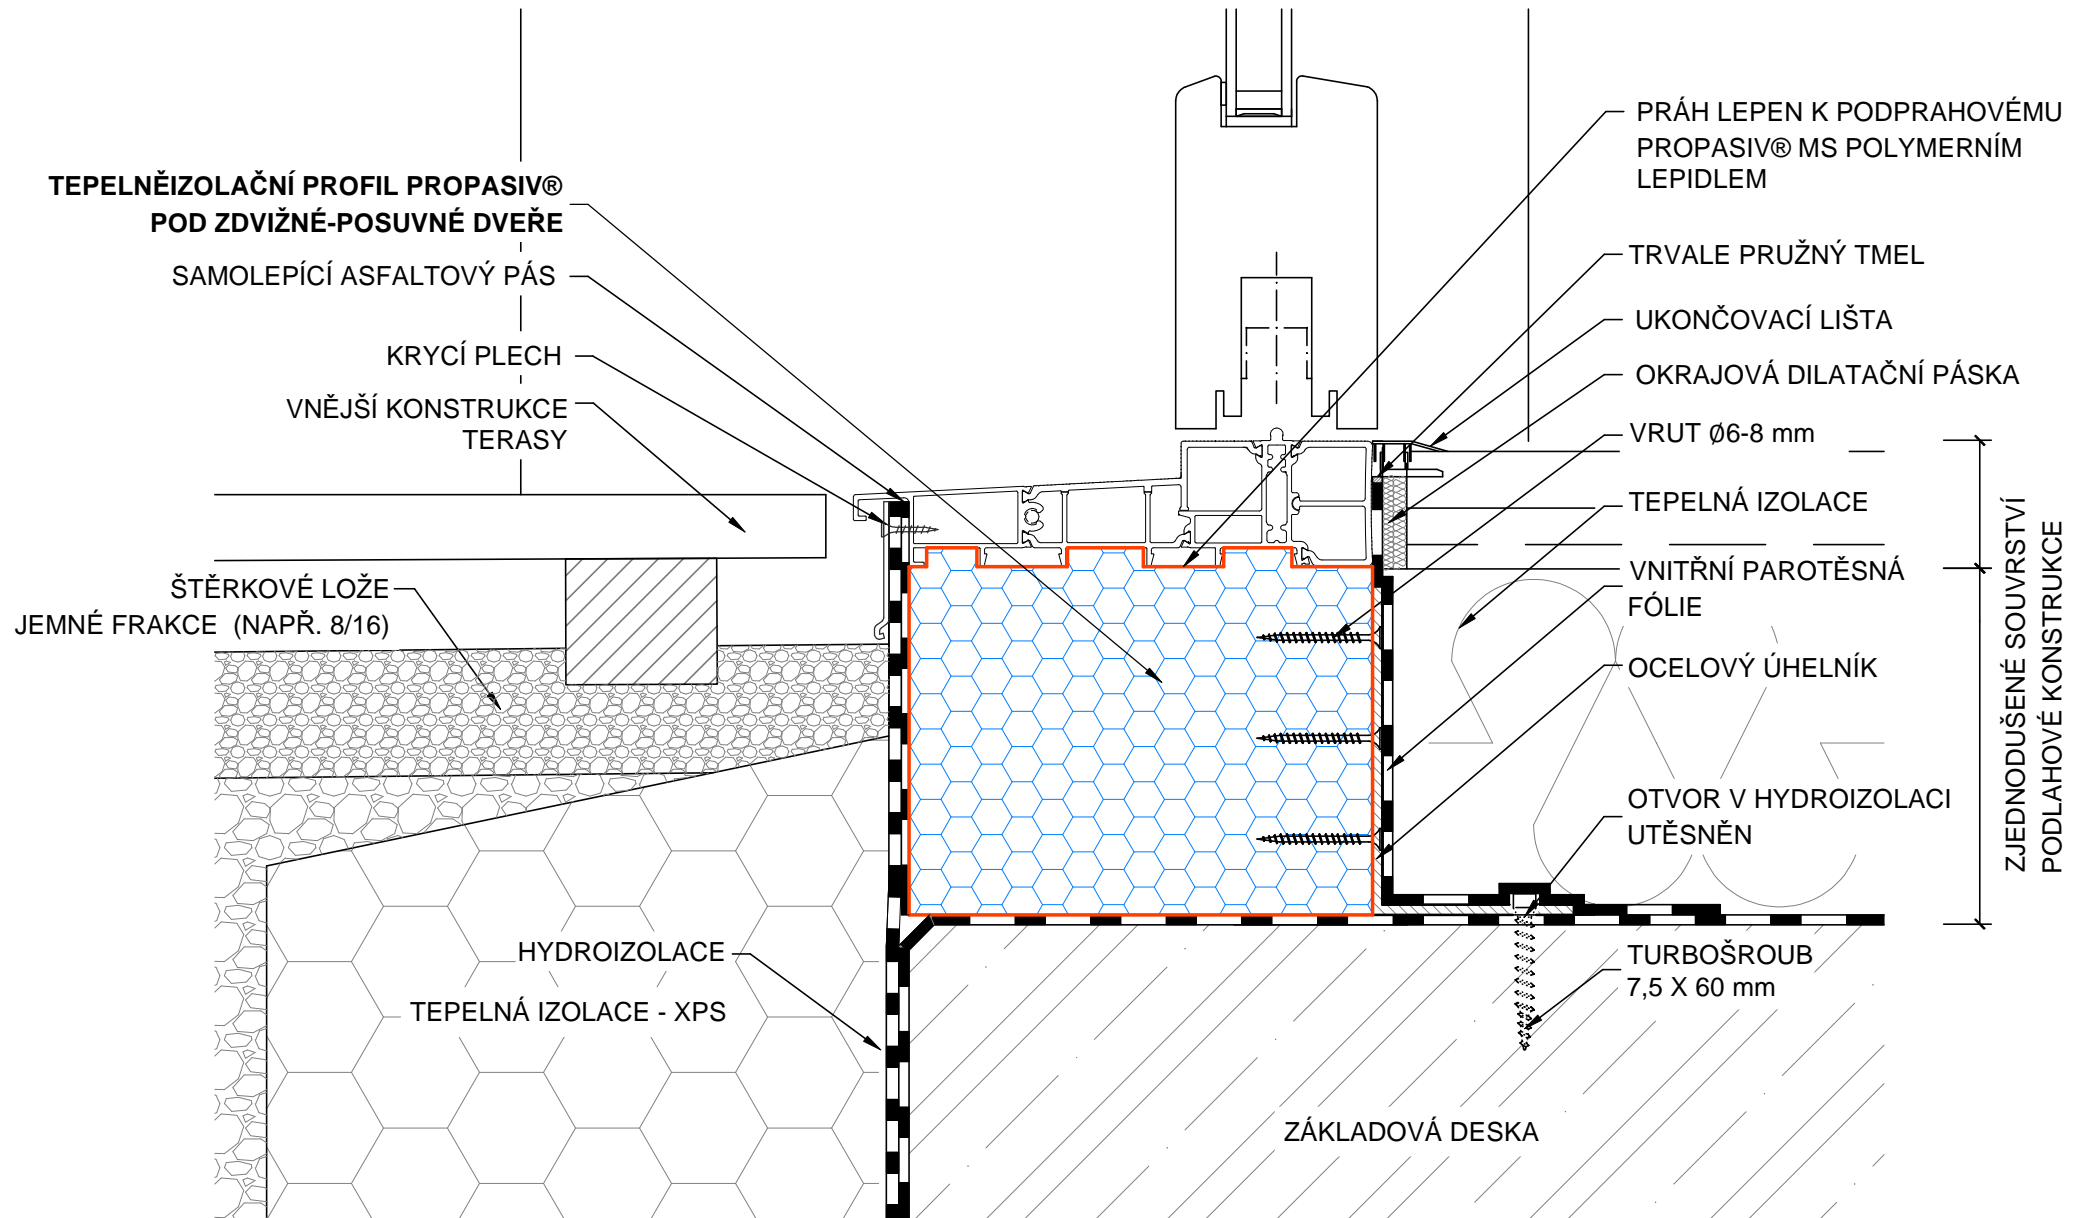 TEPELNĚIZOLAČNÍ PROFIL PROPASIV®
POD ZDVIŽNÉ-POSUVNÉ DVEŘE
SAMOLEPÍCÍ ASFALTOVÝ PÁS
KRYCÍ PLECH
VNĚJŠÍ KONSTRUKCE
TERASY
ŠTĚRKOVÉ LOŽE
JEMNÉ FRAKCE (NAPŘ. 8/16)
HYDROIZOLACE
TEPELNÁ IZOLACE - XPS
PRÁH LEPEN K PODPRAHOVÉMU
PROPASIV® MS POLYMERNÍM
LEPIDLEM
TRVALE PRUŽNÝ TMEL
UKONČOVACÍ LIŠTA
OKRAJOVÁ DILATAČNÍ PÁSKA
VRUT Ø6-8 mm
TEPELNÁ IZOLACE
VNITŘNÍ PAROTĚSNÁ
FÓLIE
OCELOVÝ ÚHELNÍK
OTVOR V HYDROIZOLACI
UTĚSNĚN
TURBOŠROUB
7,5 X 60 mm
ZÁKLADOVÁ DESKA
ZJEDNODUŠENÉ SOUVRSTVÍ
PODLAHOVÉ KONSTRUKCE